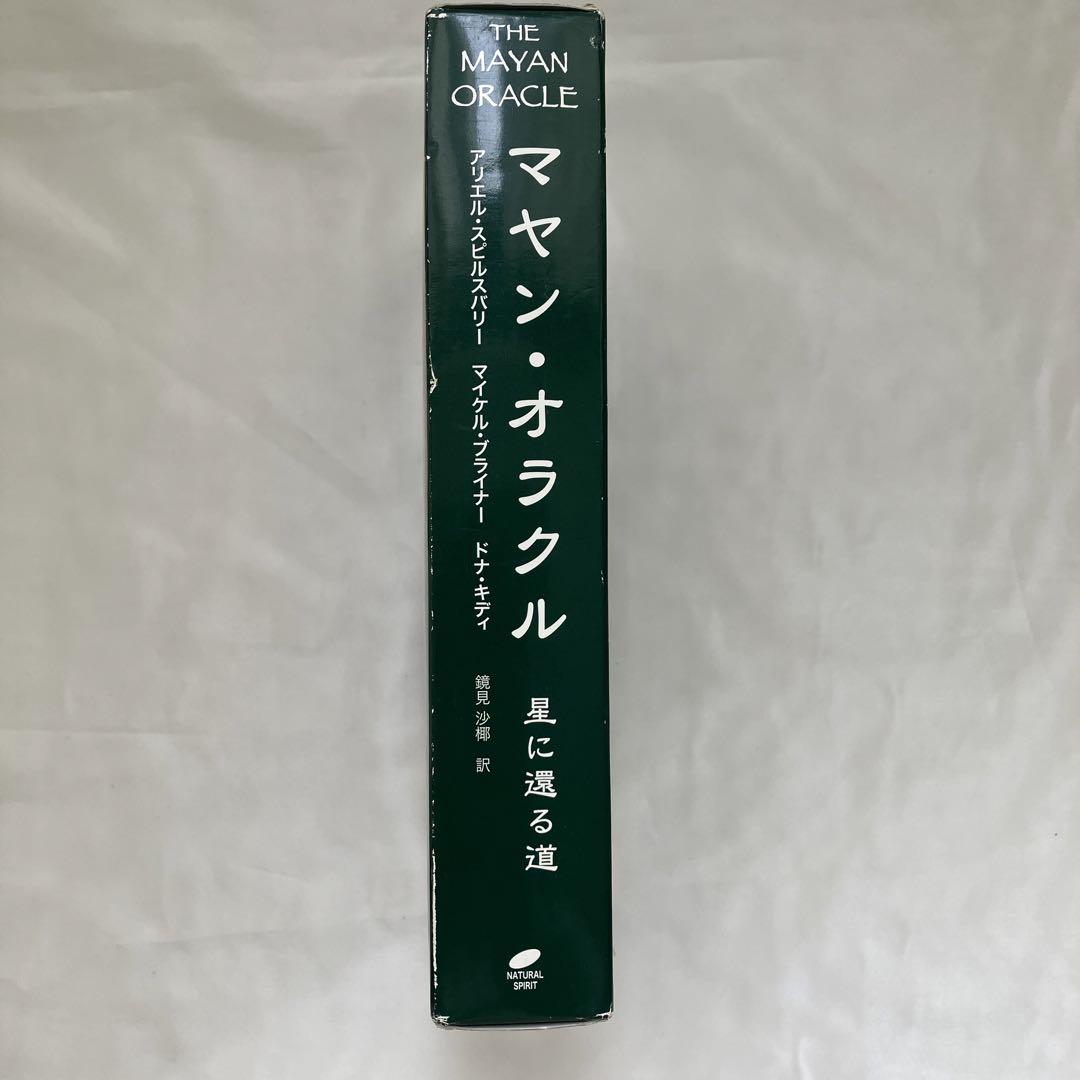 THE
MAYAN
ORACLE
マヤン・オラクル 星に還る道
アリエル・スピルスバリー マイケル・ブライナー ドナ・キディ
鏡見 沙椰 訳
NATURAL
SPIRIT